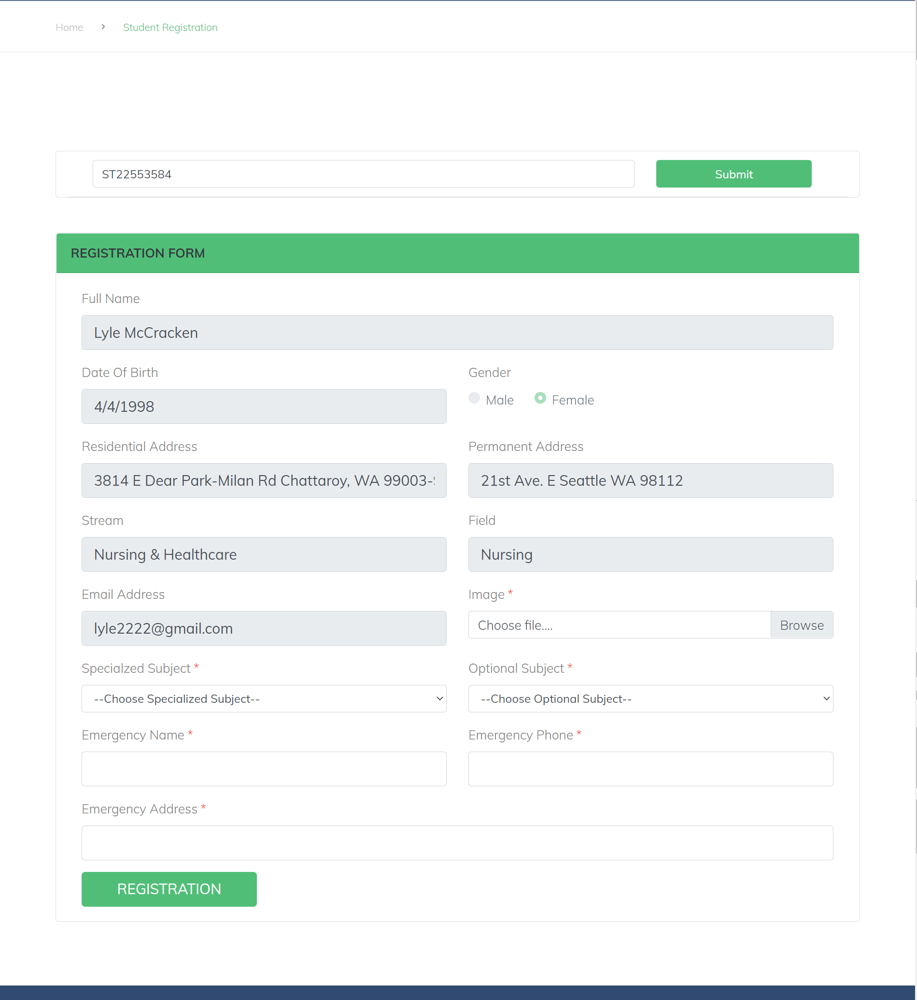 Home > Student Registration
ST22553584 Submit
REGISTRATION FORM
Full Name
Lyle McCracken
Date Of Birth Gender
4/4/1998 Male Female
Residential Address Permanent Address
3814 E Dear Park-Milan Rd Chattaroy, WA 99003- 21st Ave. E Seattle WA 98112
Stream Field
Nursing & Healthcare Nursing
Email Address Image *
lyle2222@gmail.com Choose file.... Browse
Specialzed Subject * Optional Subject *
--Choose Specialized Subject-- --Choose Optional Subject--
Emergency Name * Emergency Phone *
Emergency Address *
REGISTRATION